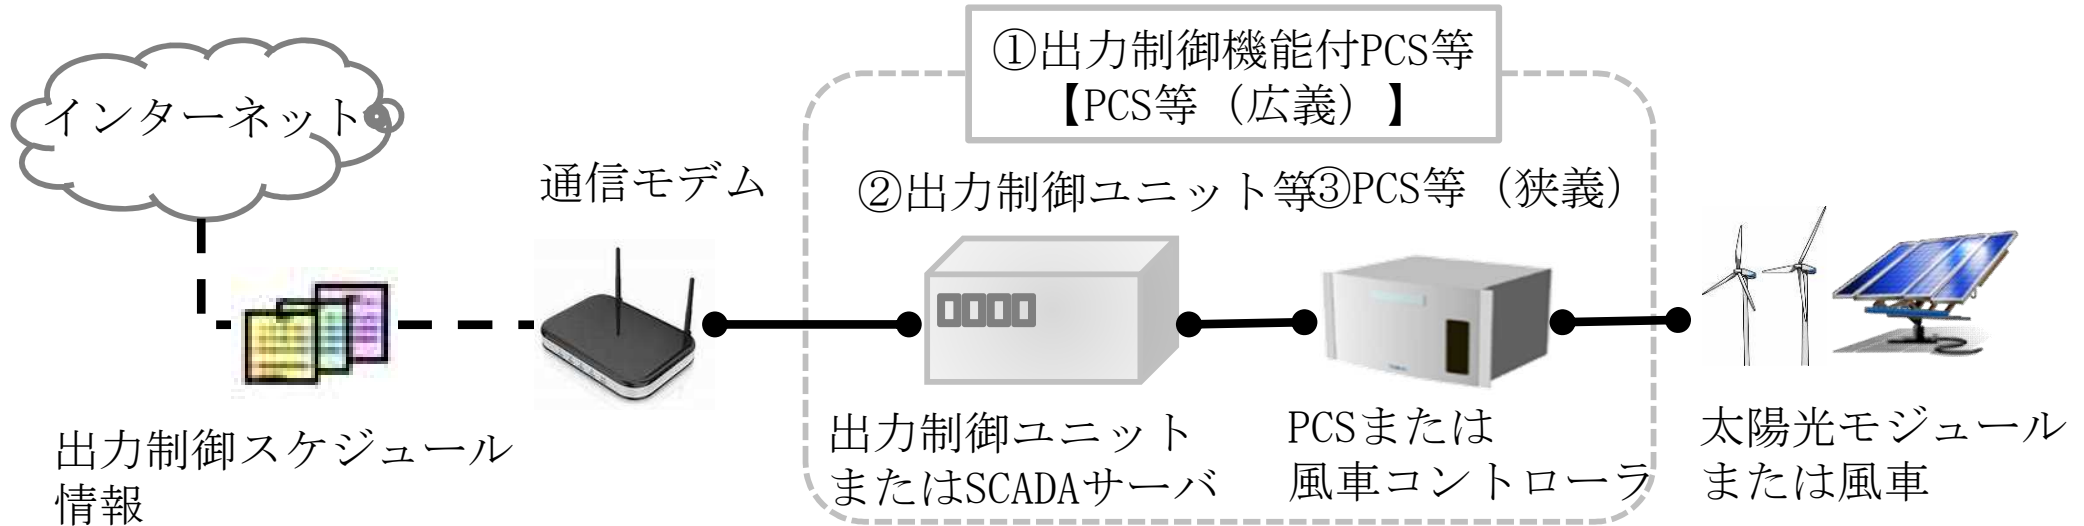 ①出力制御機能付PCS等
【PCS等（広義）】
インターネット
通信モデム
②出力制御ユニット等
③PCS等（狭義）
出力制御スケジュール
情報
出力制御ユニット
またはSCADAサーバ
PCSまたは
風車コントローラ
太陽光モジュール
または風車